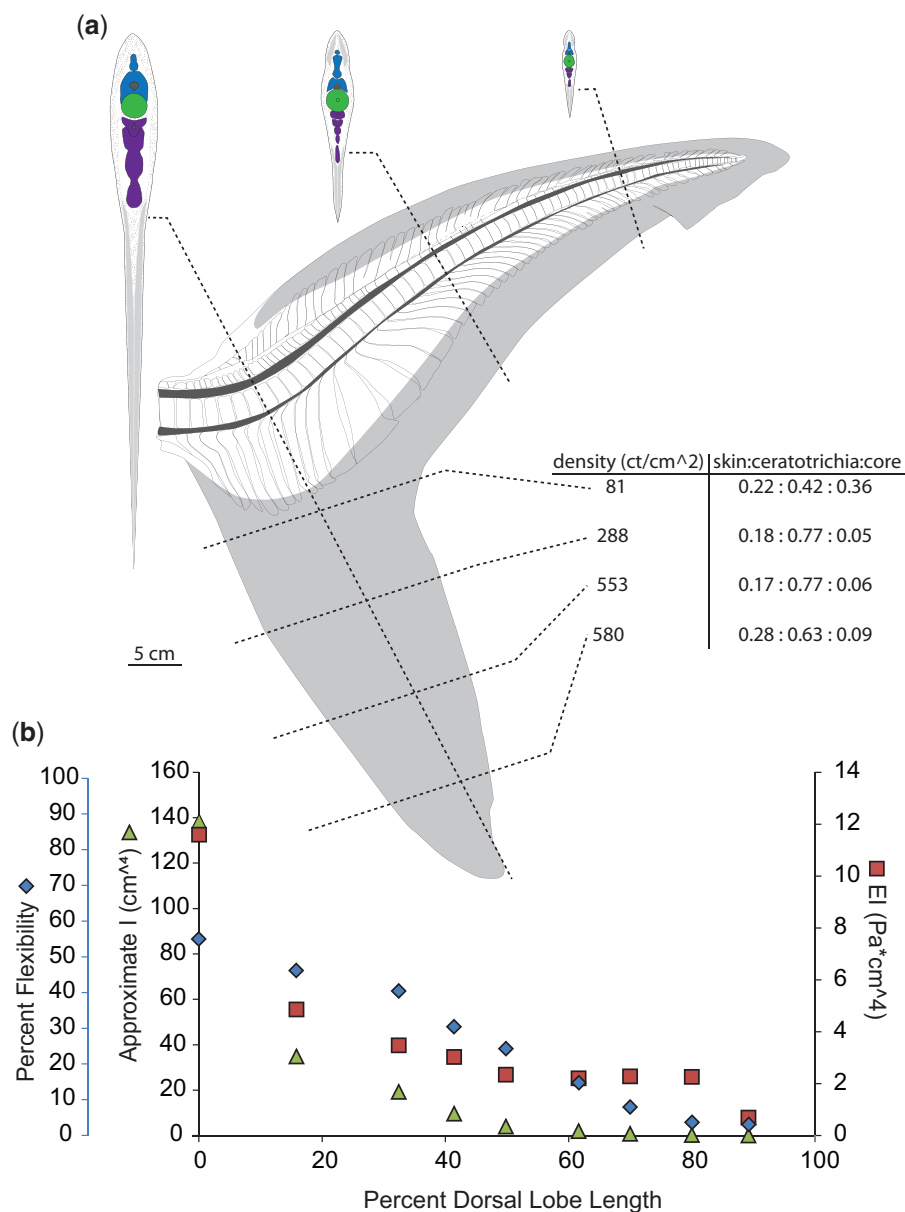 (a)
density (ct/cm^2) skin:ceratotrichia:core
81 0.22 : 0.42 : 0.36
288 0.18 : 0.77 : 0.05
553 0.17 : 0.77 : 0.06
580 0.28 : 0.63 : 0.09
5 cm
(b)
Percent Flexibility
100
90
80
70
60
50
40
30
20
10
0
Approximate I (cm^⁴)
160
140
120
100
80
60
40
20
0
14
12
10
8
6
4
2
0
EI (Pa*cm^4)
0 20 40 60 80 100
Percent Dorsal Lobe Length